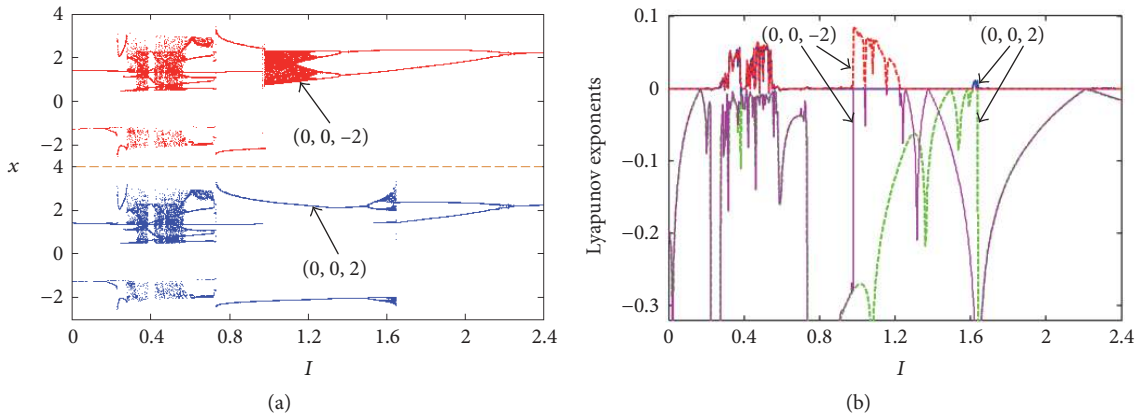 4
2
0
−2
4
2
0
−2
x
(0, 0, −2)
(0, 0, 2)
0 0.4 0.8 1.2 1.6 2 2.4
I
(a)
0.1
0
−0.1
−0.2
−0.3
Lyapunov exponents
(0, 0, −2)
(0, 0, 2)
0 0.4 0.8 1.2 1.6 2 2.4
I
(b)